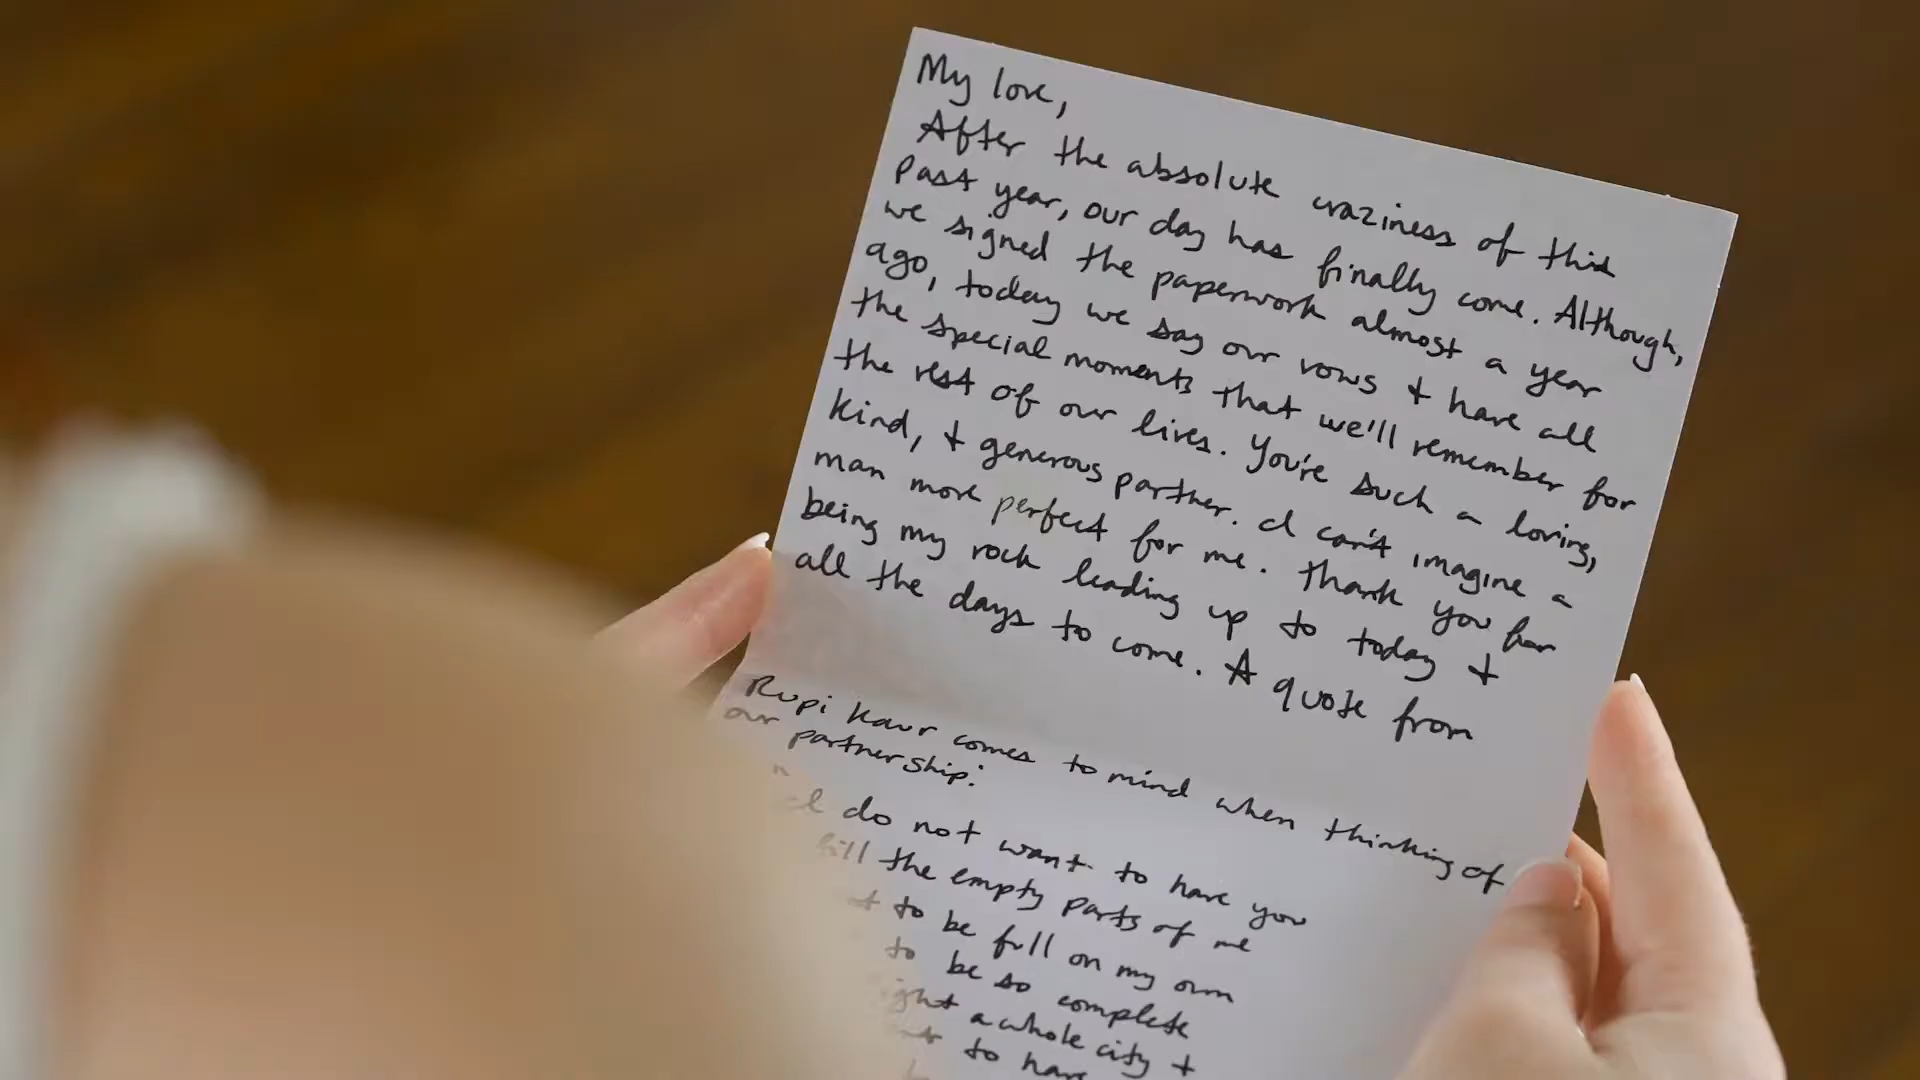 My love,
After the absolute craziness of this
past year, our day has finally come. Although,
we signed the paperwork almost a year
ago, today we say our vows + have all
the special moments that we'll remember for
the rest of our lives. You're such a loving,
kind, + generous partner. I can't imagine a
man more perfect for me. Thank you for
being my rock leading up to today +
all the days to come. A quote from
Rupi Kaur comes to mind when thinking of
our partnership:
I do not want to have you
fill the empty parts of me
to be full on my own
to be so complete
a whole city +
to have